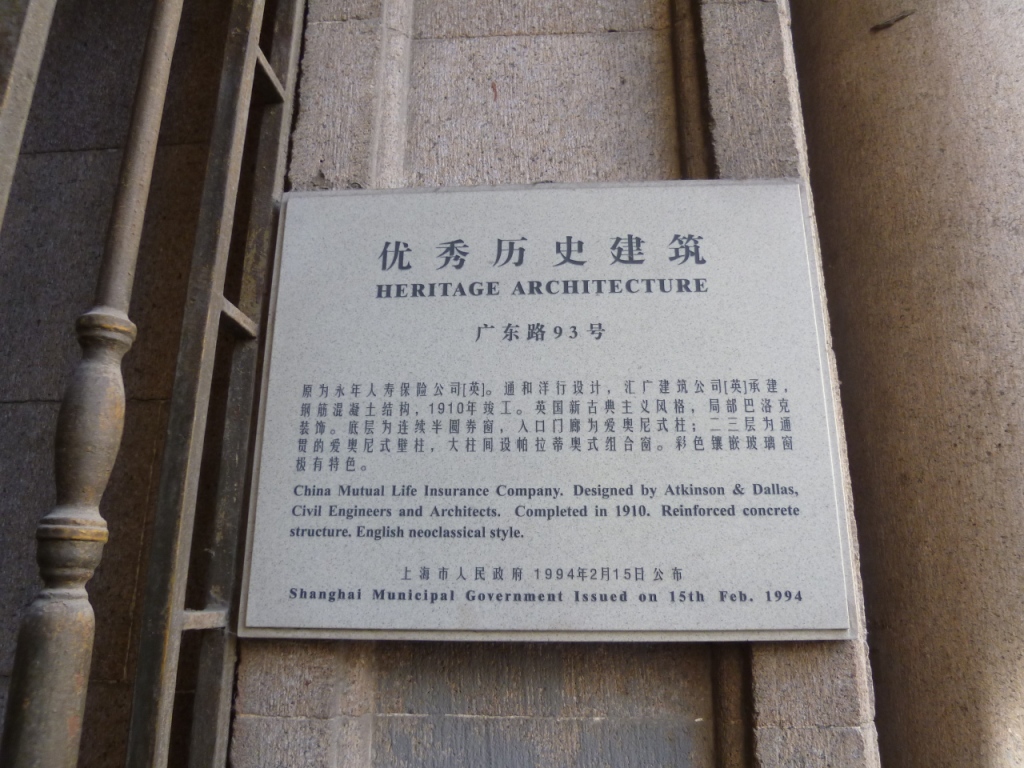 优秀历史建筑
HERITAGE ARCHITECTURE
广东路93号
原为永年人寿保险公司[英]。通和洋行设计，汇广建筑公司[英]承建，
钢筋混凝土结构，1910年竣工。英国新古典主义风格，局部巴洛克
装饰。底层为连续半圆券窗，入口门廊为爱奥尼式柱；二三层为通
贯的爱奥尼式壁柱，大柱间设帕拉蒂奥式组合窗。彩色镶嵌玻璃窗
极有特色。
China Mutual Life Insurance Company. Designed by Atkinson & Dallas,
Civil Engineers and Architects. Completed in 1910. Reinforced concrete
structure. English neoclassical style.
上海市人民政府 1994年2月15日公布
Shanghai Municipal Government Issued on 15th Feb. 1994